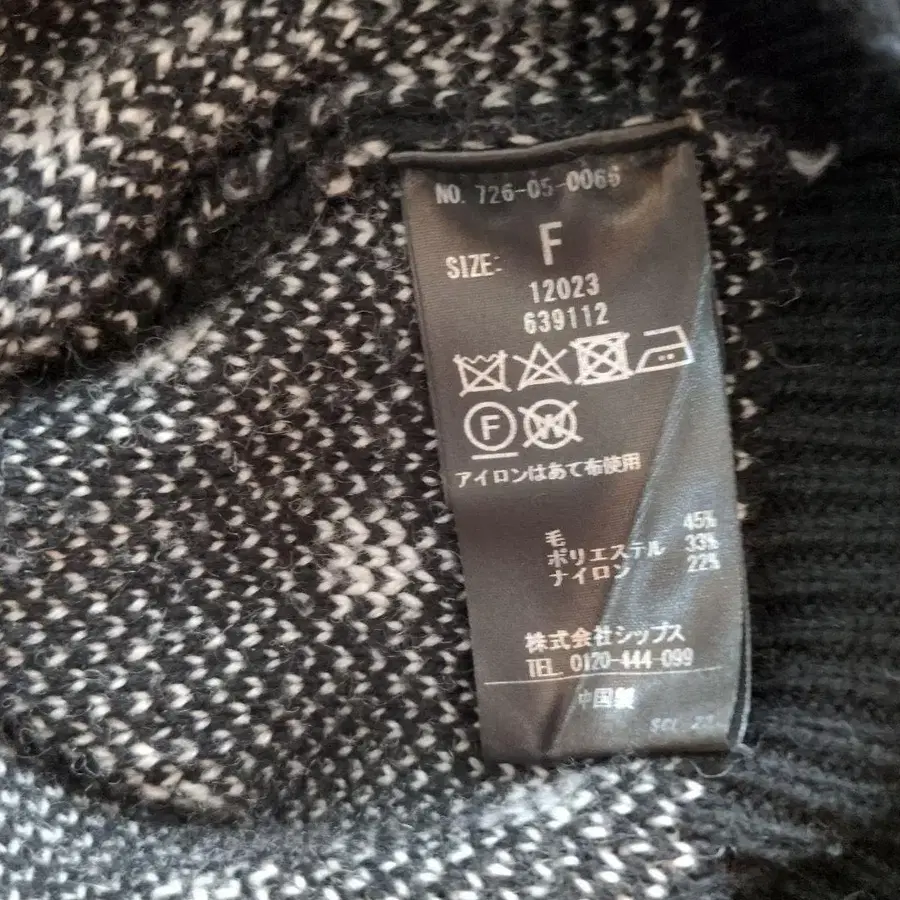 NO. 726-05-0066
SIZE: F
12023
639112
F
W
アイロンはあて布使用
毛 45%
ポリエステル 33%
ナイロン 22%
株式会社シップス
TEL 0120-444-099
中国製